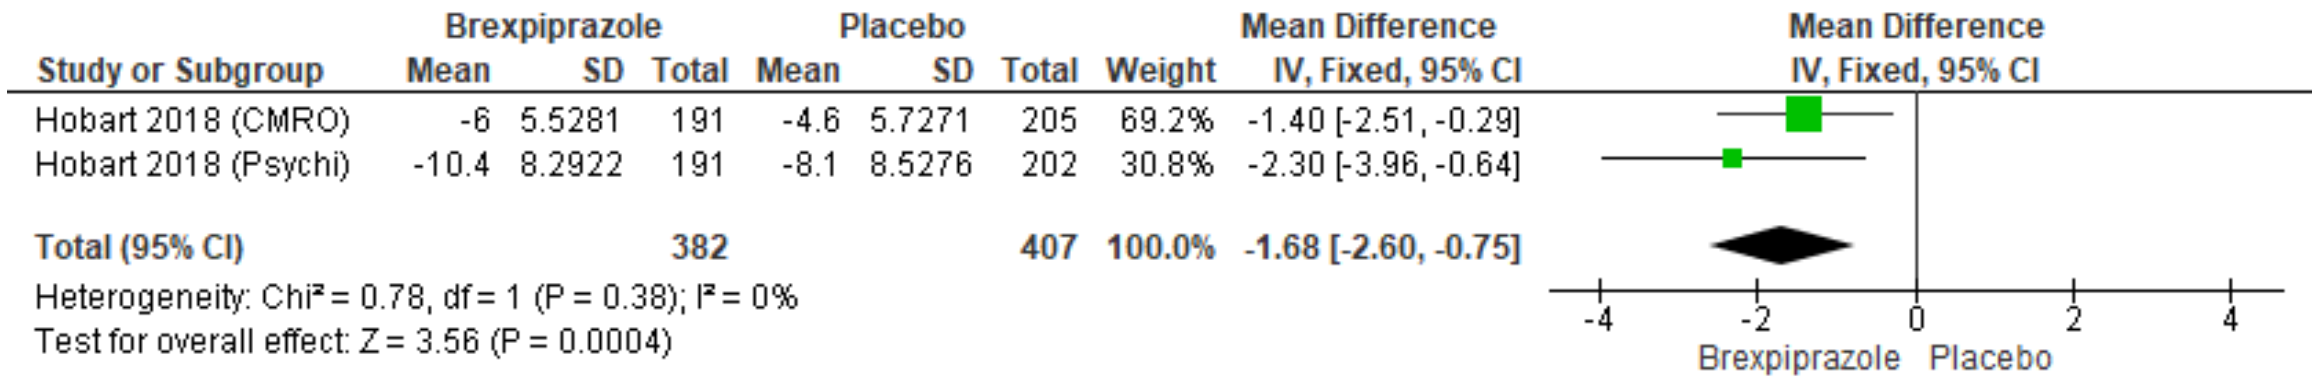 Brexpiprazole Placebo Mean Difference Mean Difference
Study or Subgroup Mean SD Total Mean SD Total Weight IV, Fixed, 95% CI IV, Fixed, 95% CI
Hobart 2018 (CMRO) -6 5.5281 191 -4.6 5.7271 205 69.2% -1.40 [-2.51, -0.29]
Hobart 2018 (Psychi) -10.4 8.2922 191 -8.1 8.5276 202 30.8% -2.30 [-3.96, -0.64]
Total (95% CI) 382 407 100.0% -1.68 [-2.60, -0.75]
Heterogeneity: Chi² = 0.78, df = 1 (P = 0.38); I² = 0%
Test for overall effect: Z = 3.56 (P = 0.0004)
-4 -2 0 2 4
Brexpiprazole Placebo